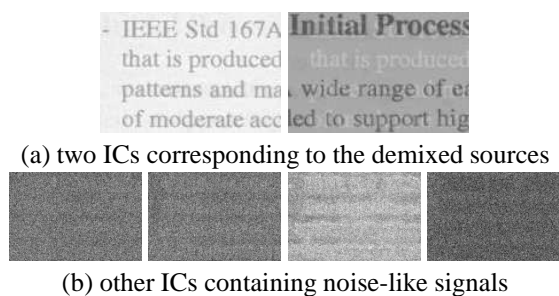 - IEEE Std 167A
that is produced
patterns and ma
of moderate acc
Initial Process
that is produced
wide range of ea
led to support hig
(a) two ICs corresponding to the demixed sources
(b) other ICs containing noise-like signals